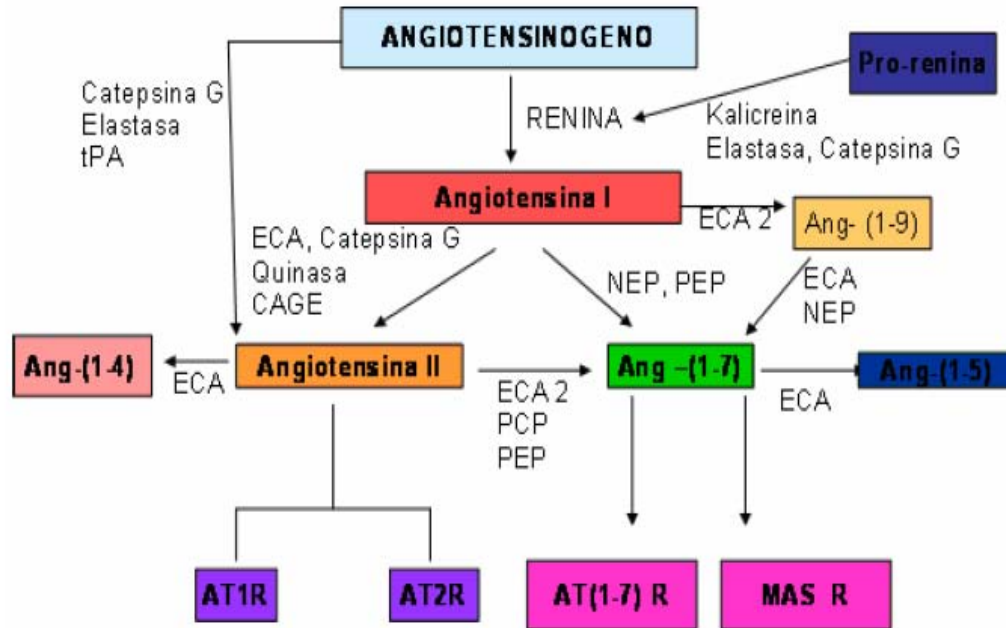 ANGIOTENSINOGENO
Pro-renina
Catepsina G
Elastasa
tPA
RENINA
Kalicreina
Elastasa, Catepsina G
Angiotensina I
ECA 2
Ang- (1-9)
ECA, Catepsina G
Quinasa
CAGE
NEP, PEP
ECA
NEP
Ang-(1-4)
ECA
Angiotensina II
ECA 2
PCP
PEP
Ang –(1-7)
ECA
Ang-(1-5)
AT1R
AT2R
AT(1-7) R
MAS R